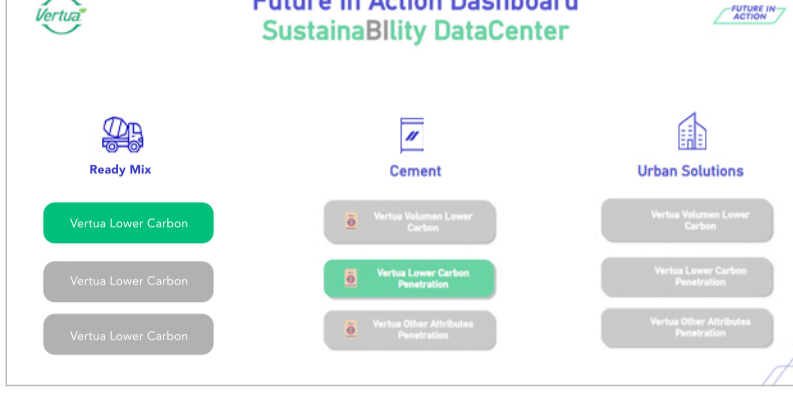 Vertua
Future in Action Dashboard
SustainaBIlity DataCenter
FUTURE IN
ACTION
Ready Mix
Cement
Urban Solutions
Vertua Lower Carbon
Vertua Volumen Lower
Carbon
Vertua Volumen Lower
Carbon
Vertua Lower Carbon
Vertua Lower Carbon
Penetration
Vertua Lower Carbon
Penetration
Vertua Lower Carbon
Vertua Other Attributes
Penetration
Vertua Other Attributes
Penetration